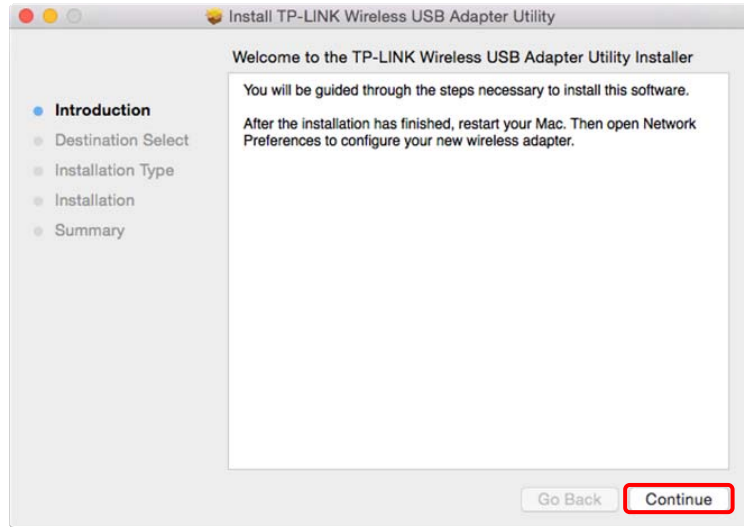 Install TP-LINK Wireless USB Adapter Utility
Welcome to the TP-LINK Wireless USB Adapter Utility Installer
Introduction
Destination Select
Installation Type
Installation
Summary
You will be guided through the steps necessary to install this software.
After the installation has finished, restart your Mac. Then open Network
Preferences to configure your new wireless adapter.
Go Back
Continue